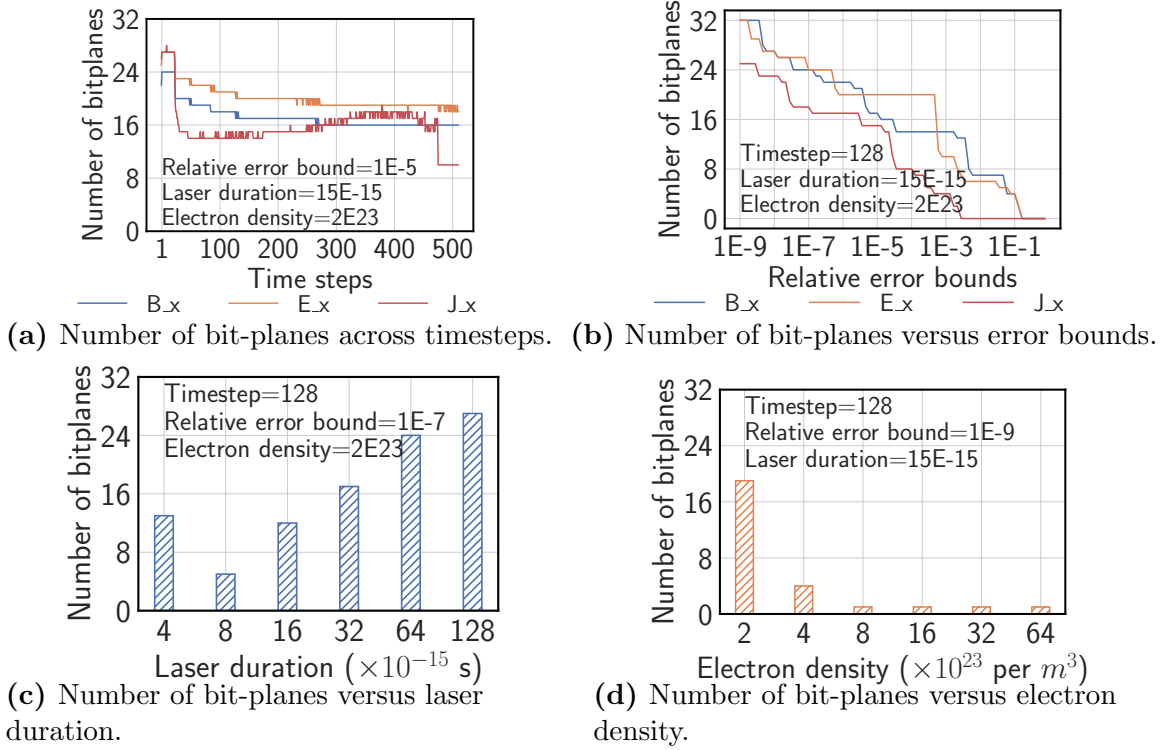 Number of bitplanes
32
24
16
8
0
Relative error bound=1E-5
Laser duration=15E-15
Electron density=2E23
1 100 200 300 400 500
Time steps
B_x E_x J_x
(a) Number of bit-planes across timesteps.
Number of bitplanes
32
24
16
8
0
Timestep=128
Laser duration=15E-15
Electron density=2E23
1E-9 1E-7 1E-5 1E-3 1E-1
Relative error bounds
B_x E_x J_x
(b) Number of bit-planes versus error bounds.
Number of bitplanes
32
24
16
8
0
Timestep=128
Relative error bound=1E-7
Electron density=2E23
4 8 16 32 64 128
Laser duration (×10⁻¹⁵ s)
(c) Number of bit-planes versus laser
duration.
Number of bitplanes
32
24
16
8
0
Timestep=128
Relative error bound=1E-9
Laser duration=15E-15
2 4 8 16 32 64
Electron density (×10²³ per m³)
(d) Number of bit-planes versus electron
density.